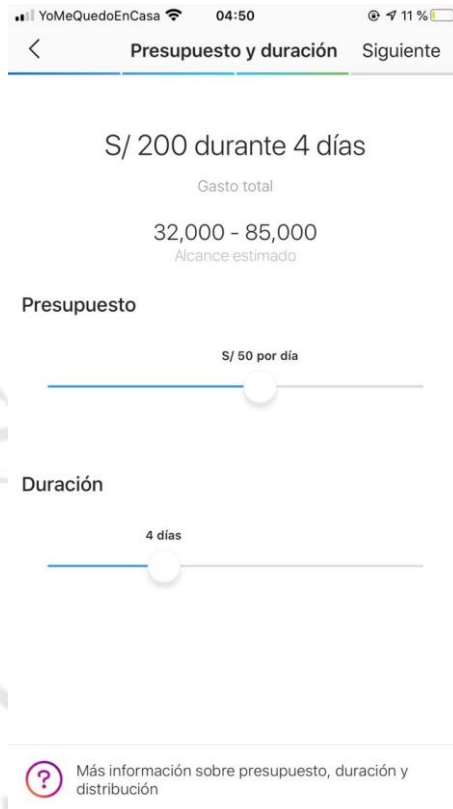 YoMeQuedoEnCasa 04:50 11 %
Presupuesto y duración Siguiente
S/ 200 durante 4 días
Gasto total
32,000 - 85,000
Alcance estimado
Presupuesto
S/ 50 por día
Duración
4 días
?
Más información sobre presupuesto, duración y
distribución